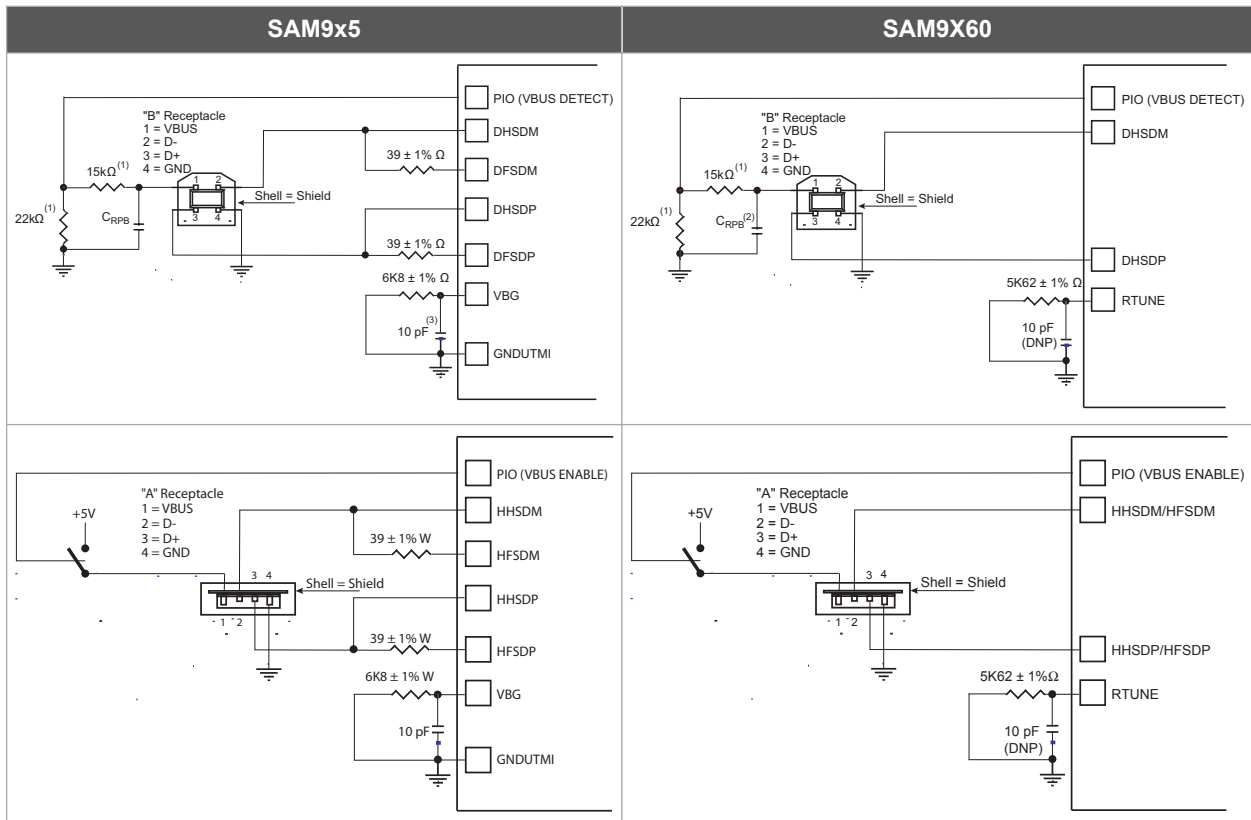 SAM9x5
SAM9X60
PIO (VBUS DETECT)
"B" Receptacle
1 = VBUS
2 = D-
3 = D+
4 = GND
DHSDM
39 ± 1% Ω
DFSDM
15kΩ(1)
1 2
Shell = Shield
DHSDP
22kΩ(1)
CRPB
3 4
39 ± 1% Ω
DFSDP
6K8 ± 1% Ω
VBG
10 pF(3)
GNDUTMI
PIO (VBUS DETECT)
"B" Receptacle
1 = VBUS
2 = D-
3 = D+
4 = GND
DHSDM
15kΩ(1)
1 2
Shell = Shield
22kΩ(1)
CRPB(2)
3 4
DHSDP
5K62 ± 1% Ω
RTUNE
10 pF
(DNP)
PIO (VBUS ENABLE)
"A" Receptacle
1 = VBUS
2 = D-
3 = D+
4 = GND
+5V
HHSDM
39 ± 1% W
HFSDM
3 4
Shell = Shield
HHSDP
1 2
39 ± 1% W
HFSDP
6K8 ± 1% W
VBG
10 pF
GNDUTMI
PIO (VBUS ENABLE)
"A" Receptacle
1 = VBUS
2 = D-
3 = D+
4 = GND
+5V
HHSDM/HFSDM
3 4
Shell = Shield
1 2
HHSDP/HFSDP
5K62 ± 1%Ω
RTUNE
10 pF
(DNP)